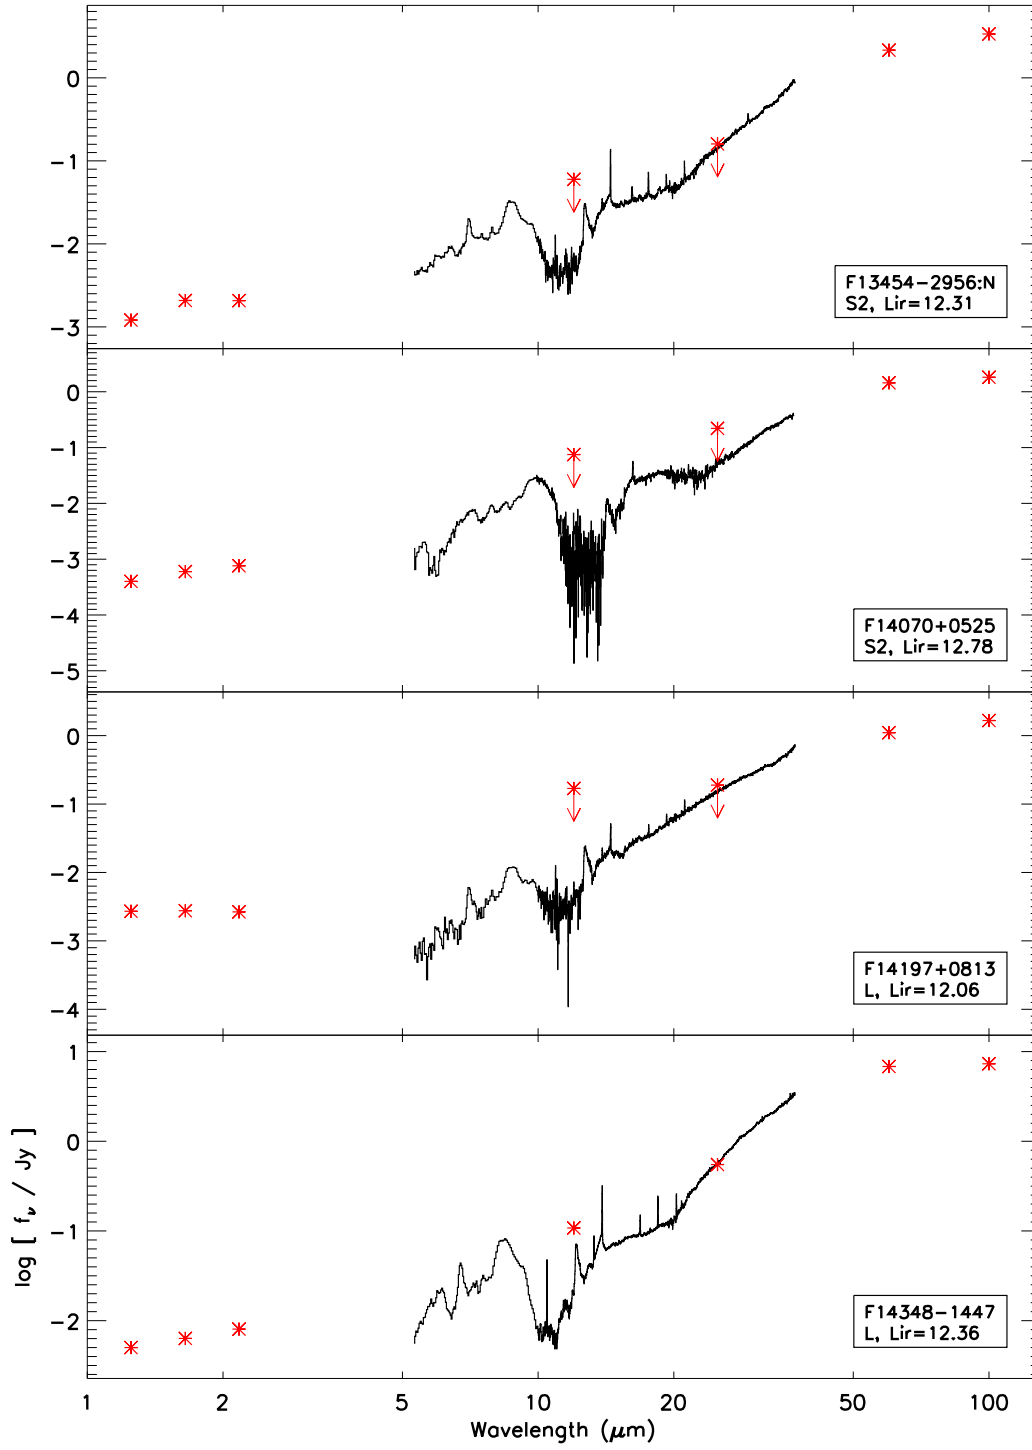 0
−1
−2
−3
F13454−2956:N
S2, Lir=12.31
0
−1
−2
−3
−4
−5
F14070+0525
S2, Lir=12.78
0
−1
−2
−3
−4
F14197+0813
L, Lir=12.06
1
0
−1
−2
F14348−1447
L, Lir=12.36
log [ fν / Jy ]
1 2 5 10 20 50 100
Wavelength (μm)